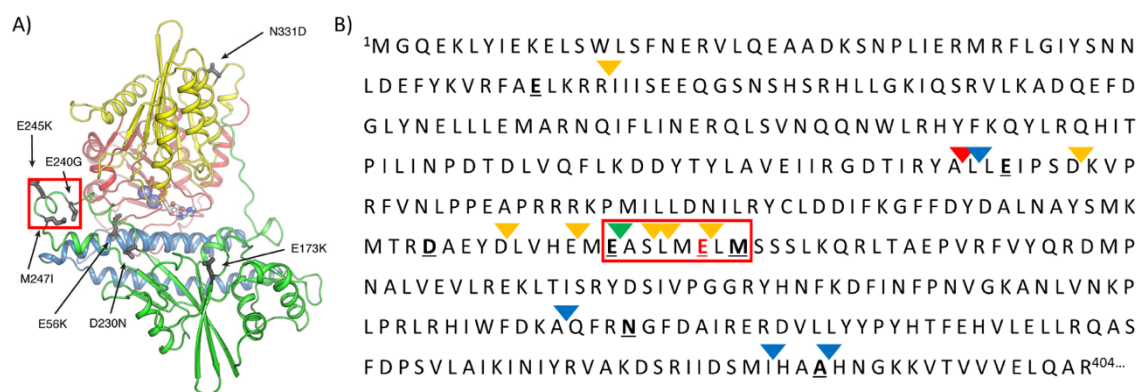 A)
N331D
E245K
E240G
M247I
E56K
D230N
E173K
B)
1MGQEKLYIEKELSWLSFNERVLQEAADKSNPLIERMRFLGIYSNN
LDEFYKVRFAELKRRIIISEEQGSNSHSRHLLGKIQSRVLKADQEFD
GLYNELLLEMARNQIFLINERQLSVNQQNWLRHYFKQYLRQHIT
PILINPDTDLVQFLKDDYTYLAVEIIRGDTIRYALLEIPSDKVP
RFVNLPPEAPRRRKPMILLDNILRYCLDDIFKGFFDYDALNAYSMK
MTRDAEYDLVHEMEASLMELMSSSLKQRLTAEPVRFVYQRDMP
NALVEVLREKLTISRYDSIVPGGRYHNFKDFINFPNVGKANLVNKP
LPRLRHIWFDKAQFRNGFDAIRERDVLLYYPYHTFEHVLELLRQAS
FDPSVLAIKINIYRVAKDSRIIDSMIHAAHNGKKVTVVVELQAR404…